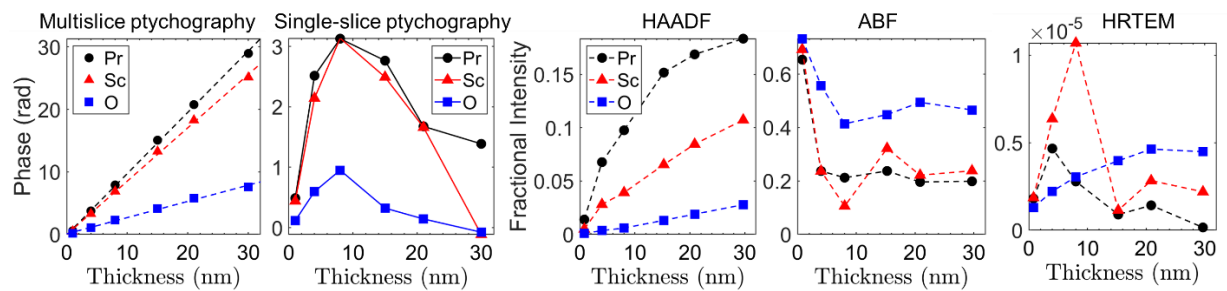 Multislice ptychography
Phase (rad)
30
20
10
0
Pr
Sc
O
0
10
20
30
Thickness (nm)
Single-slice ptychography
3
2
1
0
Pr
Sc
O
0
10
20
30
Thickness (nm)
HAADF
Fractional Intensity
0.15
0.1
0.05
0
Pr
Sc
O
0
10
20
30
Thickness (nm)
ABF
0.6
0.4
0.2
0
0
10
20
30
Thickness (nm)
HRTEM
× 10⁻⁵
1
0.5
0
0
10
20
30
Thickness (nm)